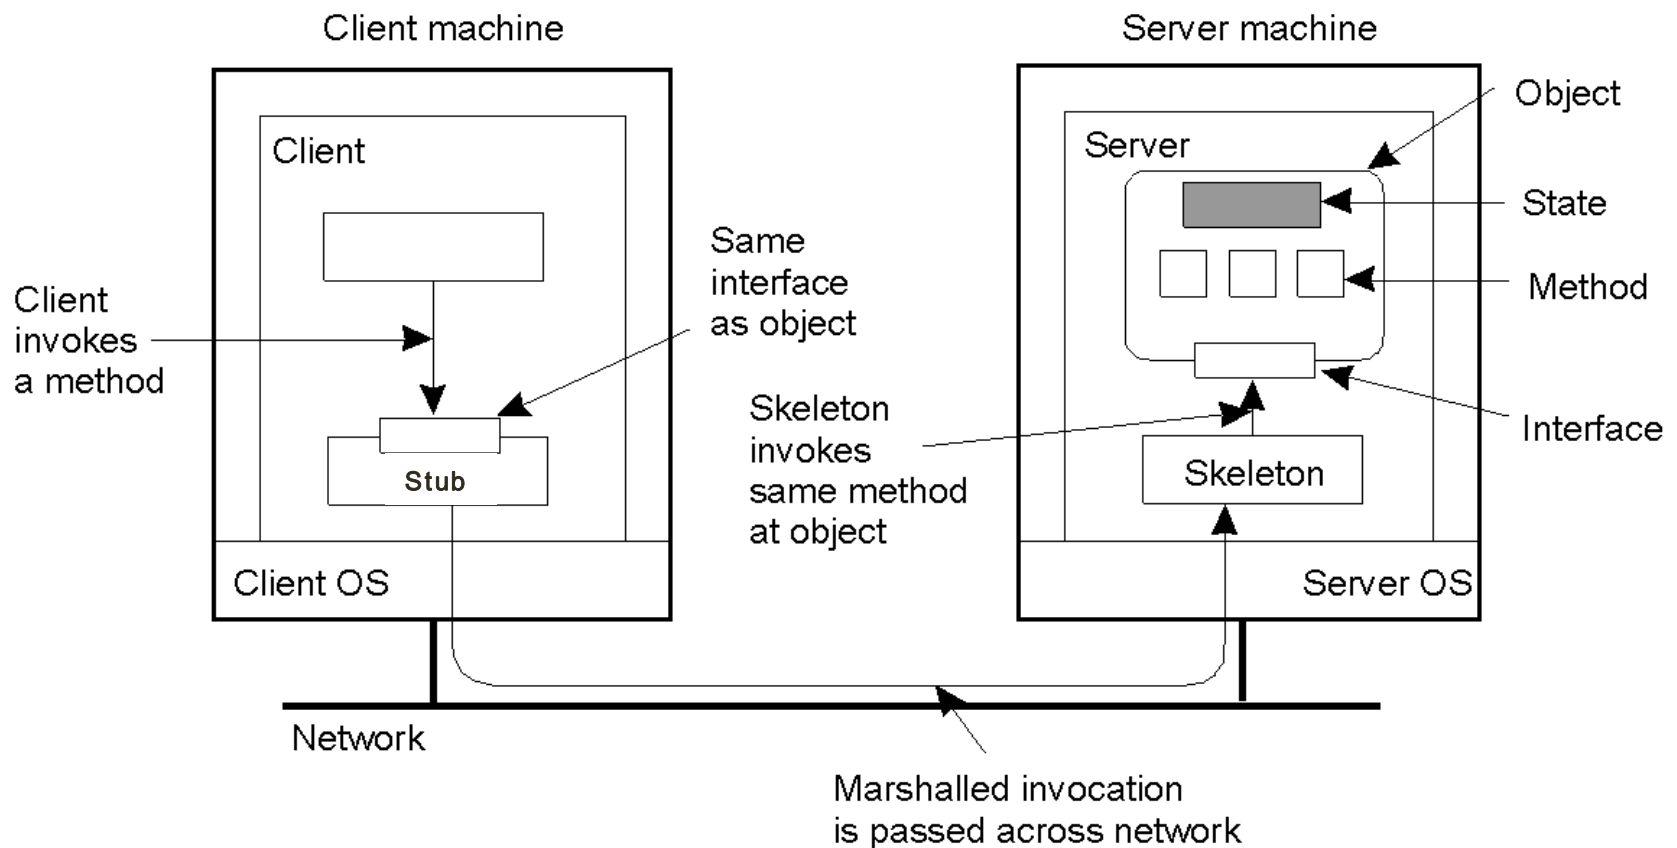 Client machine
Server machine
Client
Server
Object
State
Method
Interface
Same
interface
as object
Client
invokes
a method
Stub
Skeleton
invokes
same method
at object
Skeleton
Client OS
Server OS
Network
Marshalled invocation
is passed across network